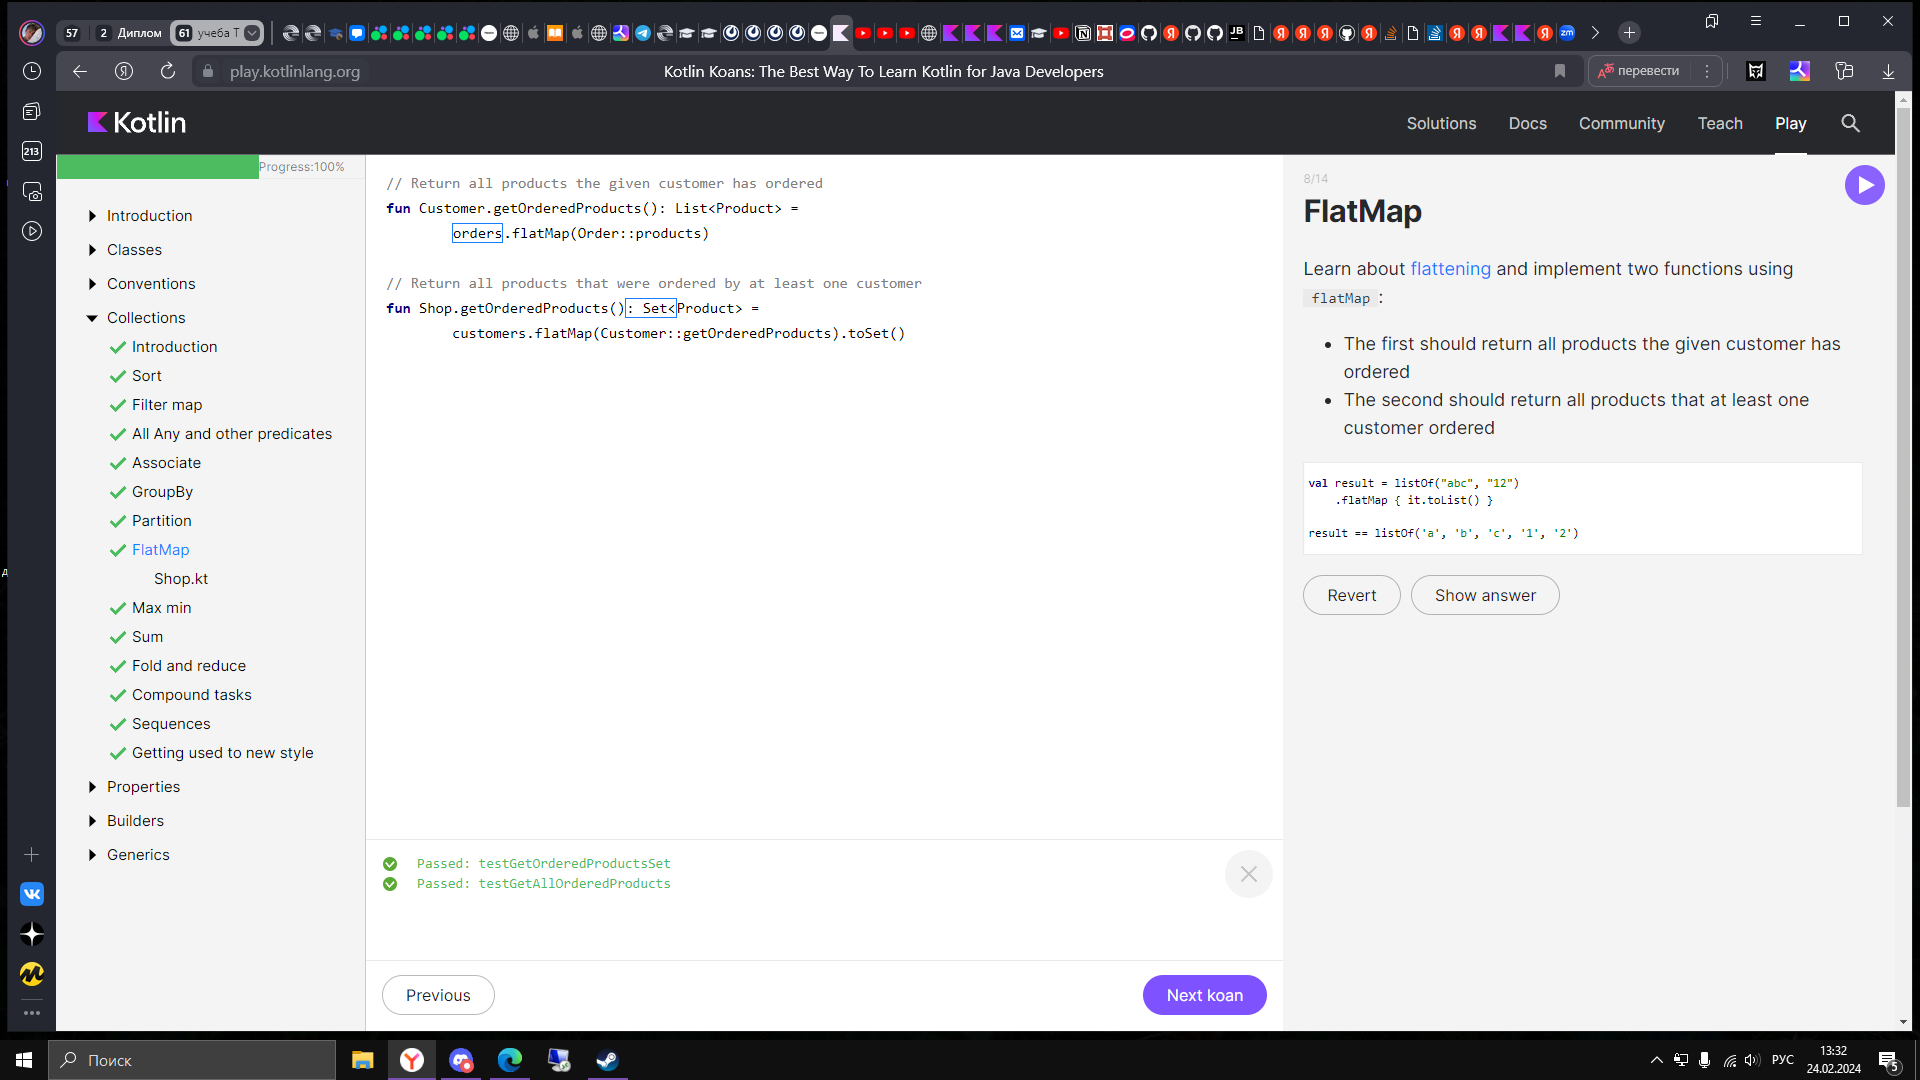 57
2 Диплом
61 учеба Т
play.kotlinlang.org
Kotlin Koans: The Best Way To Learn Kotlin for Java Developers
перевести
Kotlin
Solutions
Docs
Community
Teach
Play
213
Progress:100%
Introduction
Classes
Conventions
Collections
Introduction
Sort
Filter map
All Any and other predicates
Associate
GroupBy
Partition
FlatMap
Shop.kt
Max min
Sum
Fold and reduce
Compound tasks
Sequences
Getting used to new style
Properties
Builders
Generics
// Return all products the given customer has ordered
fun Customer.getOrderedProducts(): List<Product> =
orders.flatMap(Order::products)
// Return all products that were ordered by at least one customer
fun Shop.getOrderedProducts(): Set<Product> =
customers.flatMap(Customer::getOrderedProducts).toSet()
Passed: testGetOrderedProductsSet
Passed: testGetAllOrderedProducts
Previous
Next koan
8/14
FlatMap
Learn about flattening and implement two functions using
flatMap :
• The first should return all products the given customer has
ordered
• The second should return all products that at least one
customer ordered
val result = listOf("abc", "12")
.flatMap { it.toList() }
result == listOf('a', 'b', 'c', '1', '2')
Revert
Show answer
Поиск
РУС
13:32
24.02.2024
5